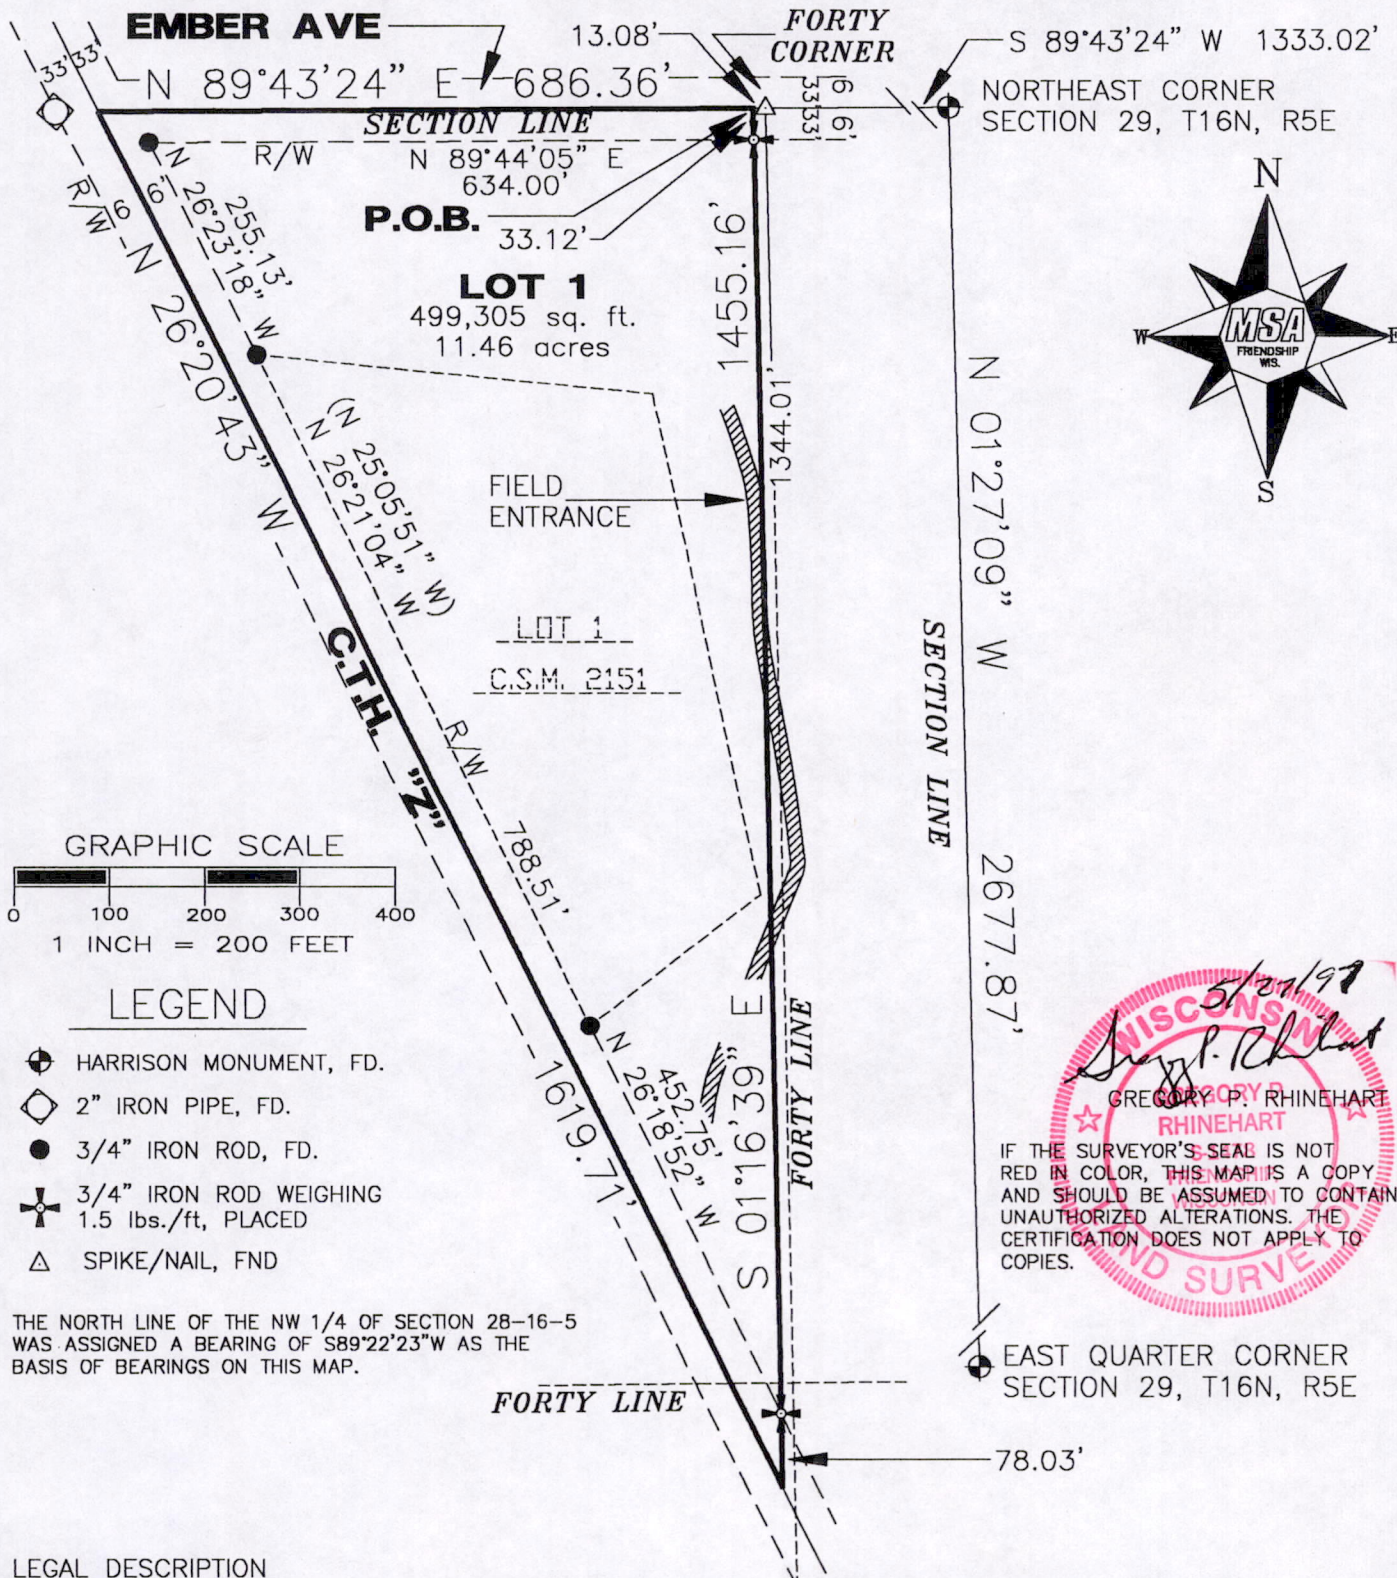 EMBER AVE
13.08'
FORTY
CORNER
S 89°43'24" W 1333.02'
33' 33'
N 89°43'24" E 686.36'
NORTHEAST CORNER
SECTION 29, T16N, R5E
SECTION LINE
R/W
N 89°44'05" E
634.00'
33' 33'
66'
R/W
66'
P.O.B.
33.12'
N 26°23'18" W
255.13'
N 26°20'43" W
LOT 1
499,305 sq. ft.
11.46 acres
1455.16'
1344.01'
N
W
MSA
FRIENDSHIP
WIS.
E
S
(N 25°05'51" W)
N 26°21'04" W
FIELD
ENTRANCE
LOT 1
C.S.M. 2151
N 01°27'09" W
2677.87'
SECTION LINE
C.T.H. "Z"
R/W
788.51'
GRAPHIC SCALE
0 100 200 300 400
1 INCH = 200 FEET
LEGEND
HARRISON MONUMENT, FD.
2" IRON PIPE, FD.
3/4" IRON ROD, FD.
3/4" IRON ROD WEIGHING
1.5 lbs./ft, PLACED
SPIKE/NAIL, FND
1619.71'
452.75'
N 26°18'52" W
S 01°16'39" E
FORTY LINE
WISCONSIN
GREGORY P. RHINEHART
GREGORY P.
RHINEHART
FRIENDSHIP
WISCONSIN
LAND SURVEYOR
IF THE SURVEYOR'S SEAL IS NOT
RED IN COLOR, THIS MAP IS A COPY
AND SHOULD BE ASSUMED TO CONTAIN
UNAUTHORIZED ALTERATIONS. THE
CERTIFICATION DOES NOT APPLY TO
COPIES.
THE NORTH LINE OF THE NW 1/4 OF SECTION 28-16-5
WAS ASSIGNED A BEARING OF S89°22'23"W AS THE
BASIS OF BEARINGS ON THIS MAP.
EAST QUARTER CORNER
SECTION 29, T16N, R5E
FORTY LINE
78.03'
LEGAL DESCRIPTION